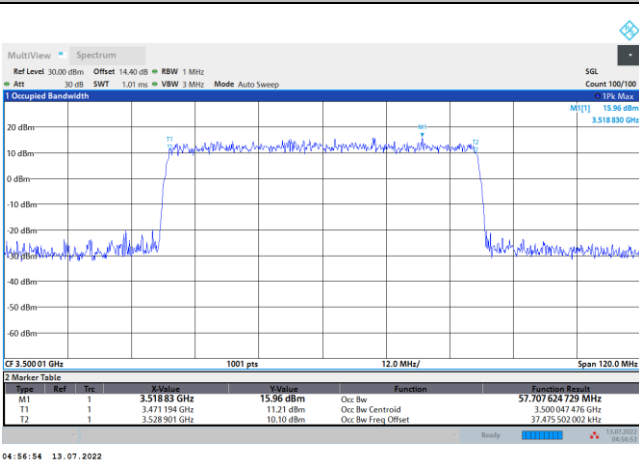 MultiView Spectrum
Ref Level 30.00 dBm Offset 14.40 dB RBW 1 MHz SGL
Att 30 dB SWT 1.01 ms VBW 3 MHz Mode Auto Sweep Count 100/100
1 Occupied Bandwidth 1Pk Max
M1[1] 15.96 dBm
3.518 830 GHz
20 dBm
M1
T1
T2
10 dBm
0 dBm
-10 dBm
-20 dBm
-30 dBm
-40 dBm
-50 dBm
-60 dBm
CF 3.500 01 GHz 1001 pts 12.0 MHz/ Span 120.0 MHz
2 Marker Table
Type Ref Trc X-Value Y-Value Function Function Result
M1 1 3.518 83 GHz 15.96 dBm Occ Bw 57.707 624 729 MHz
T1 1 3.471 194 GHz 11.21 dBm Occ Bw Centroid 3.500 047 476 GHz
T2 1 3.528 901 GHz 10.10 dBm Occ Bw Freq Offset 37.475 502 002 kHz
Ready 13.07.2022
04:56:53
04:56:54 13.07.2022